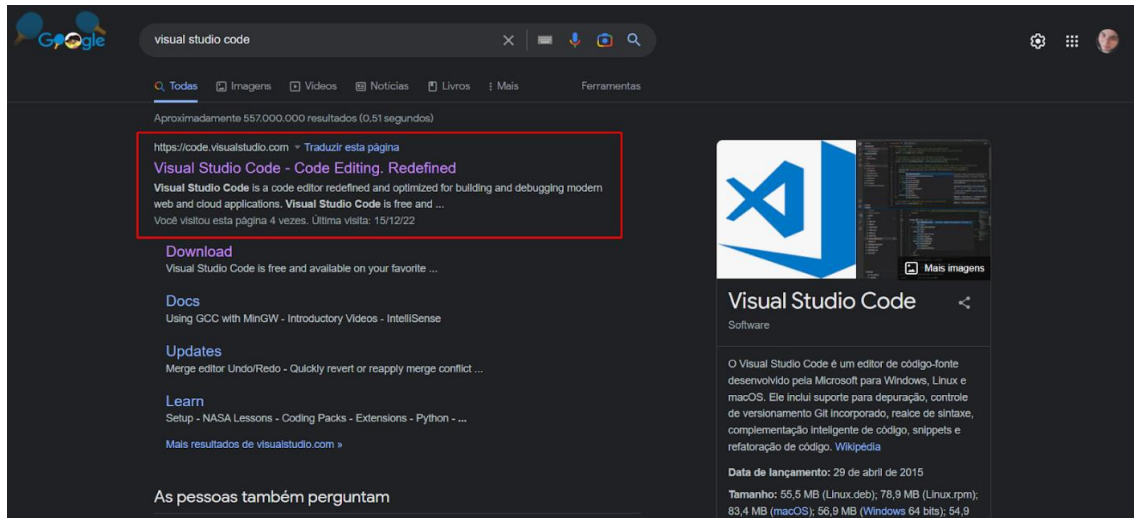 Google
visual studio code
Todas
Imagens
Vídeos
Notícias
Livros
Mais
Ferramentas
Aproximadamente 557.000.000 resultados (0,51 segundos)
https://code.visualstudio.com Traduzir esta página
Visual Studio Code - Code Editing. Redefined
Visual Studio Code is a code editor redefined and optimized for building and debugging modern
web and cloud applications. Visual Studio Code is free and ...
Você visitou esta página 4 vezes. Última visita: 15/12/22
Download
Visual Studio Code is free and available on your favorite ...
Docs
Using GCC with MinGW - Introductory Videos - IntelliSense
Updates
Merge editor Undo/Redo - Quickly revert or reapply merge conflict ...
Learn
Setup - NASA Lessons - Coding Packs - Extensions - Python - ...
Mais resultados de visualstudio.com »
As pessoas também perguntam
Mais imagens
Visual Studio Code
Software
O Visual Studio Code é um editor de código-fonte
desenvolvido pela Microsoft para Windows, Linux e
macOS. Ele inclui suporte para depuração, controle
de versionamento Git incorporado, realce de sintaxe,
complementação inteligente de código, snippets e
refatoração de código. Wikipédia
Data de lançamento: 29 de abril de 2015
Tamanho: 55,5 MB (Linux.deb); 78,9 MB (Linux.rpm);
83,4 MB (macOS); 56,9 MB (Windows 64 bits); 54,9